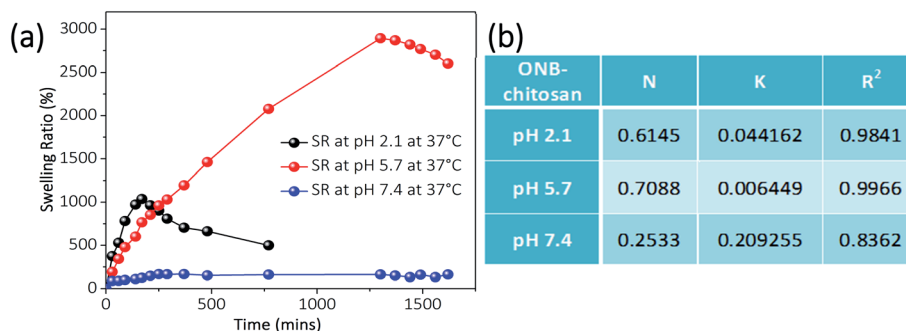 (a)
3000
2500
2000
1500
1000
500
0
Swelling Ratio (%)
SR at pH 2.1 at 37°C
SR at pH 5.7 at 37°C
SR at pH 7.4 at 37°C
0 500 1000 1500
Time (mins)
(b)
ONB-
chitosan N K R²
pH 2.1 0.6145 0.044162 0.9841
pH 5.7 0.7088 0.006449 0.9966
pH 7.4 0.2533 0.209255 0.8362